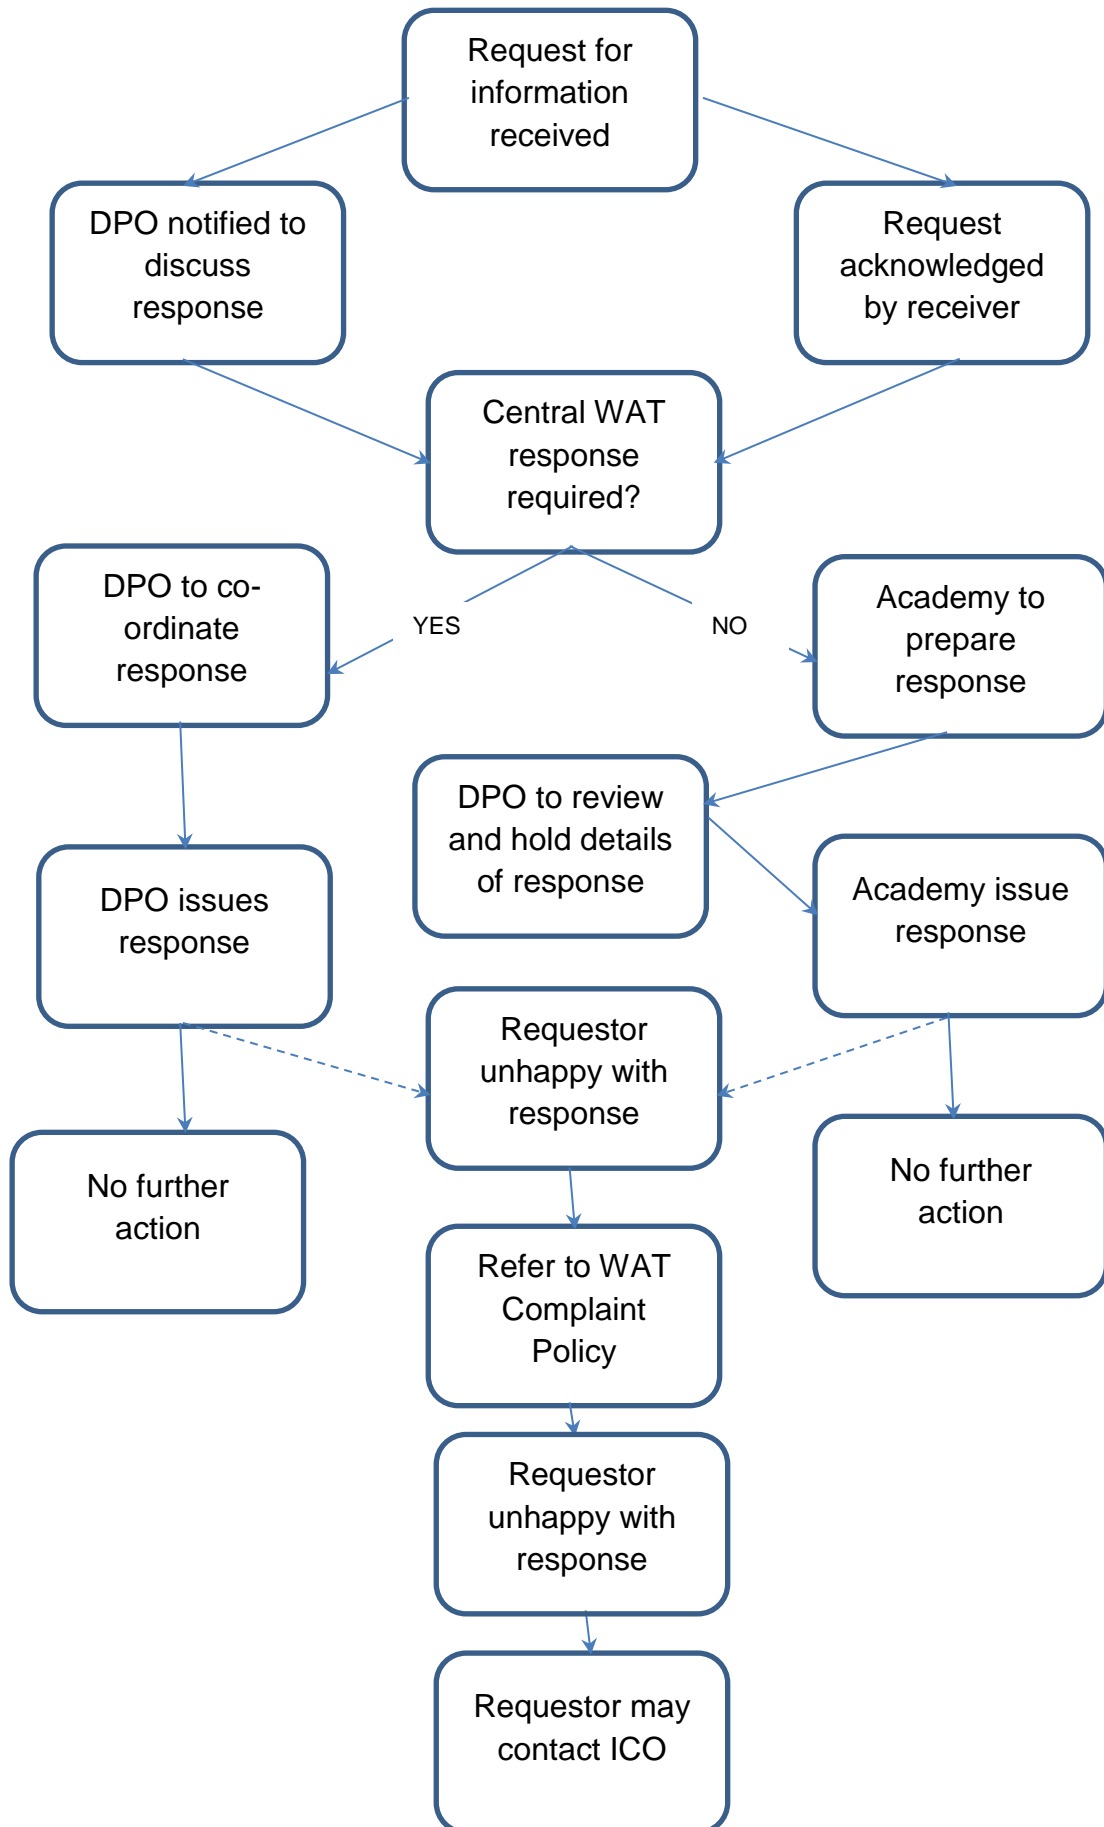 Request for
information
received
DPO notified to
discuss
response
Request
acknowledged
by receiver
Central WAT
response
required?
DPO to co-
ordinate
response
YES
NO
Academy to
prepare
response
DPO to review
and hold details
of response
DPO issues
response
Academy issue
response
Requestor
unhappy with
response
No further
action
No further
action
Refer to WAT
Complaint
Policy
Requestor
unhappy with
response
Requestor may
contact ICO